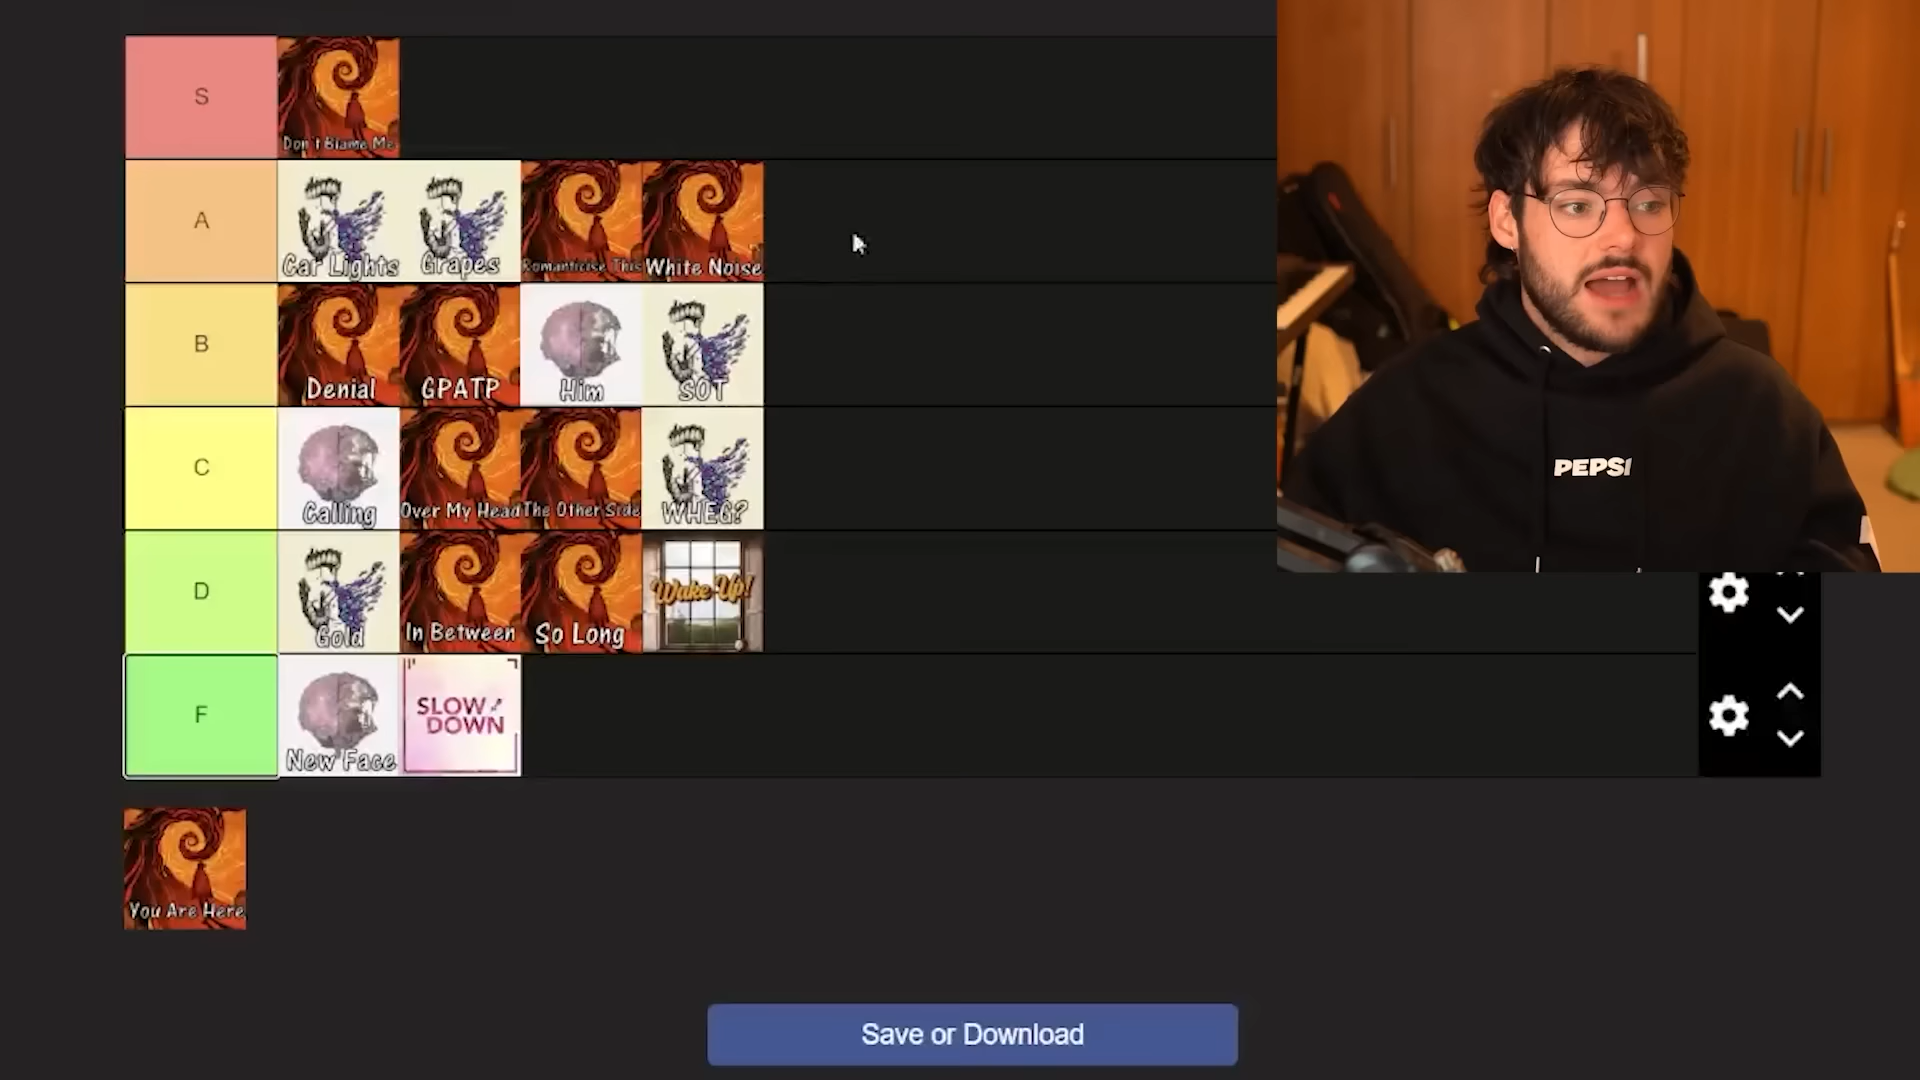 S
Don't Blame Me
A
Car Lights
Grapes
Romanticise This
White Noise
B
Denial
GPATP
Him
SOT
C
Calling
Over My Head
The Other Side
WHEG?
D
Gold
In Between
So Long
Wake Up!
F
New Face
SLOW
DOWN
You Are Here
Save or Download
PEPSI